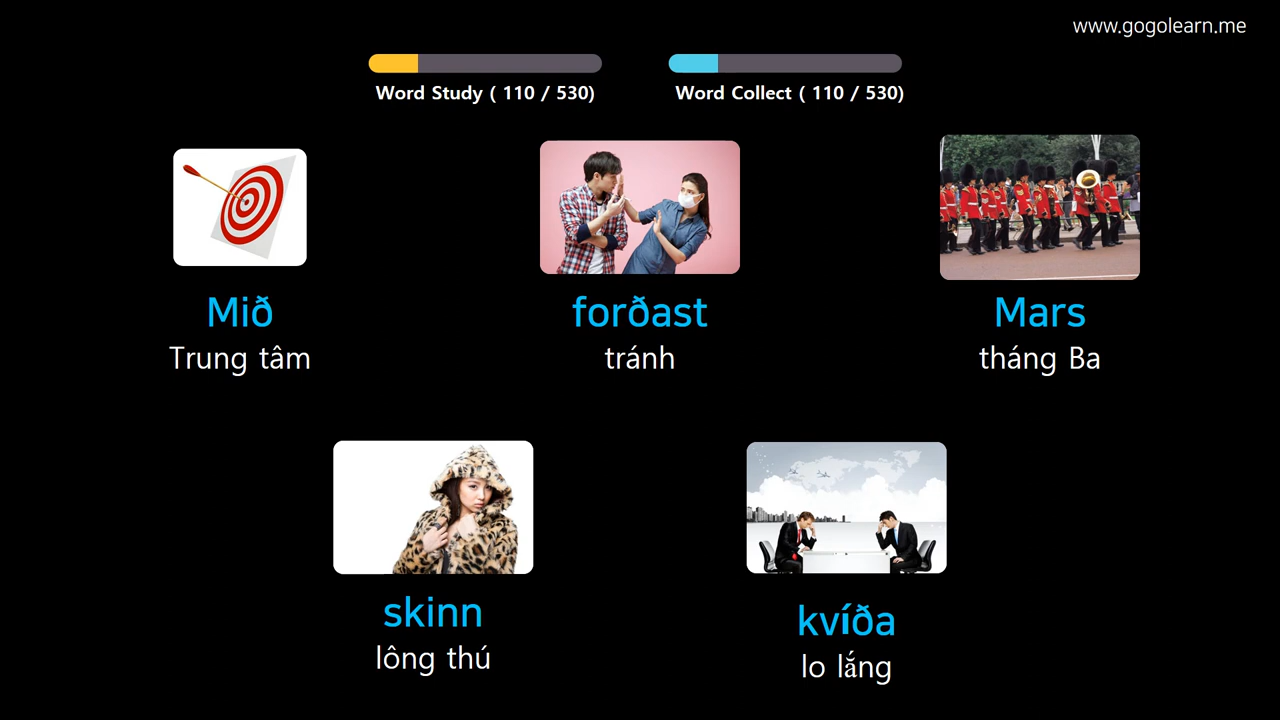 www.gogolearn.me
Word Study ( 110 / 530)
Word Collect ( 110 / 530)
Mið
Trung tâm
forðast
tránh
Mars
tháng Ba
skinn
lông thú
kvíða
lo lắng